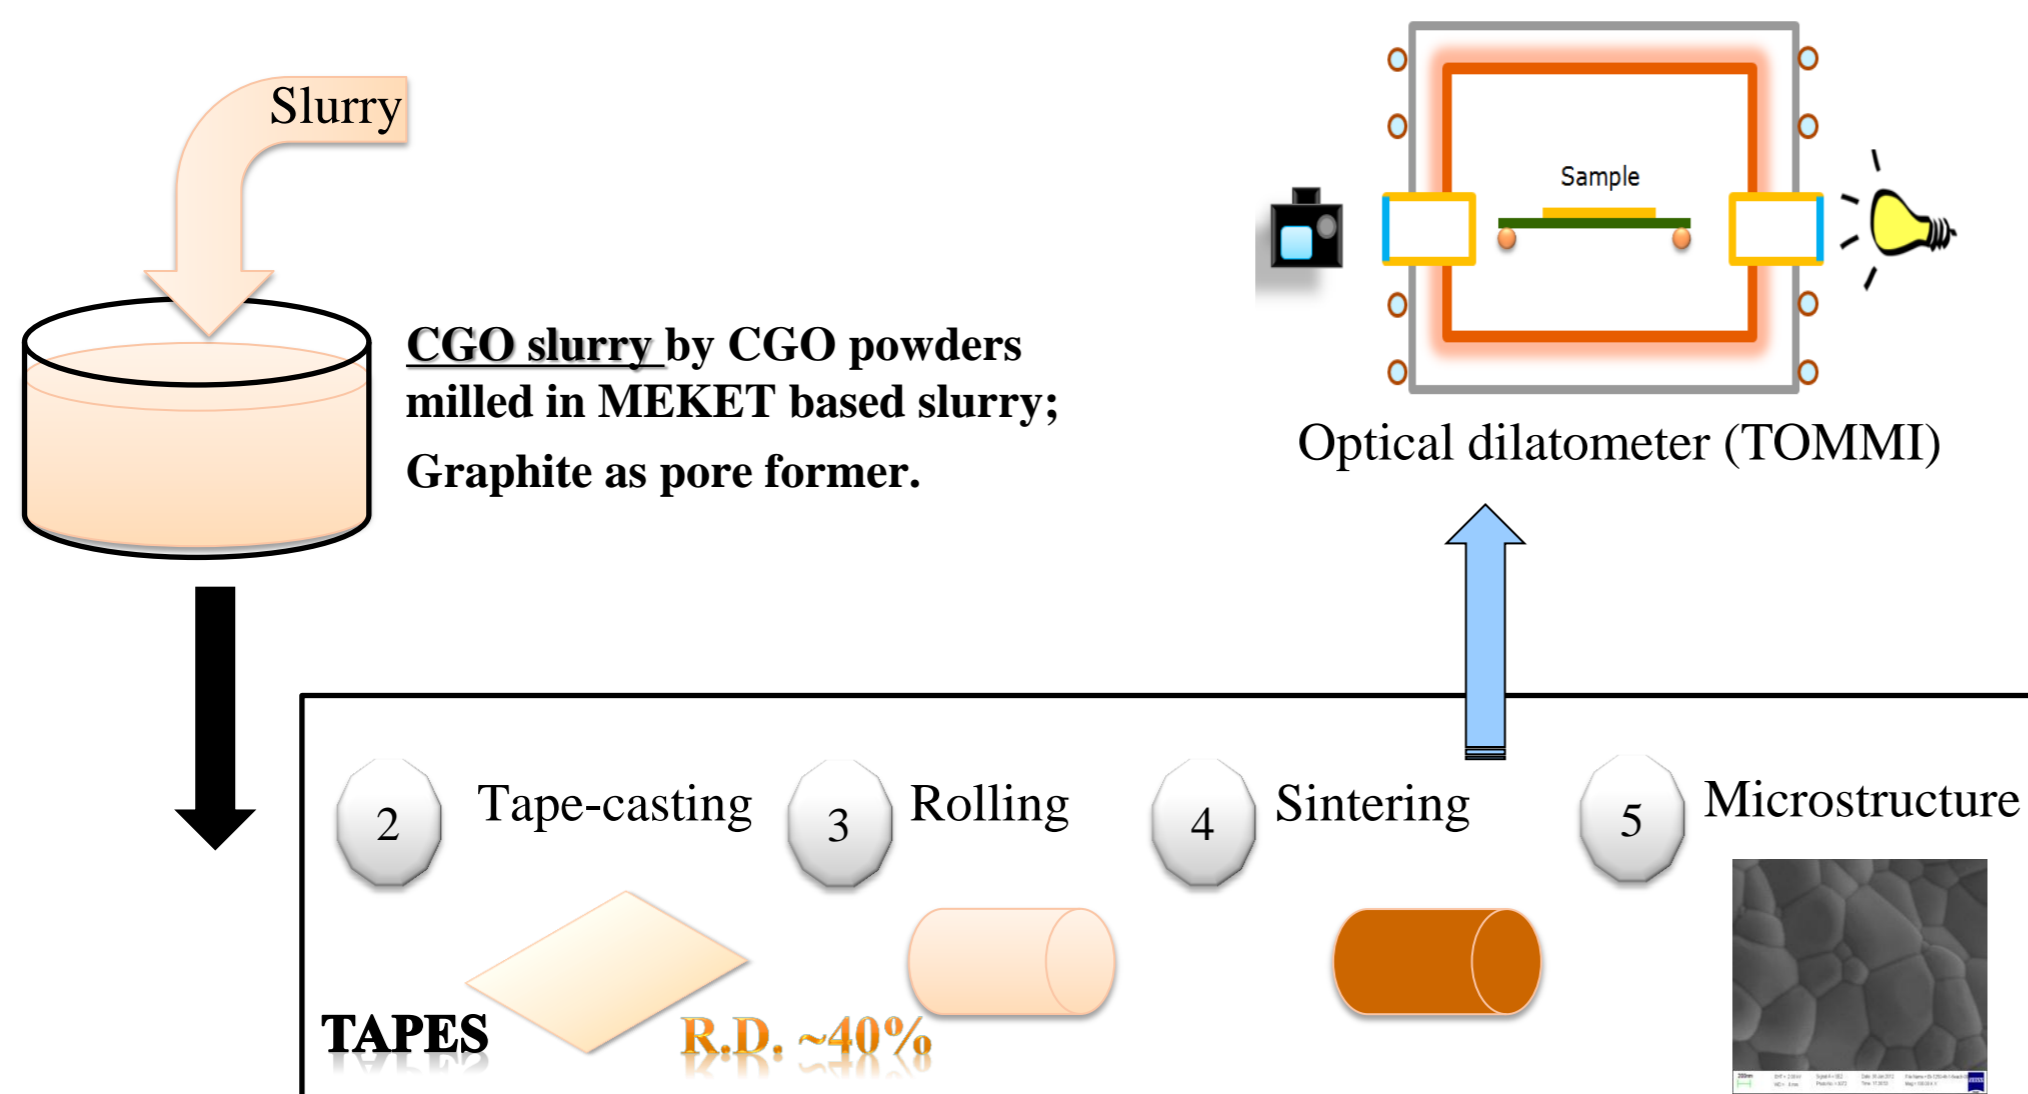 Slurry
CGO slurry by CGO powders
milled in MEKET based slurry;
Graphite as pore former.
Sample
Optical dilatometer (TOMMI)
2 Tape-casting
3 Rolling
4 Sintering
5 Microstructure
TAPES
R.D. ~40%